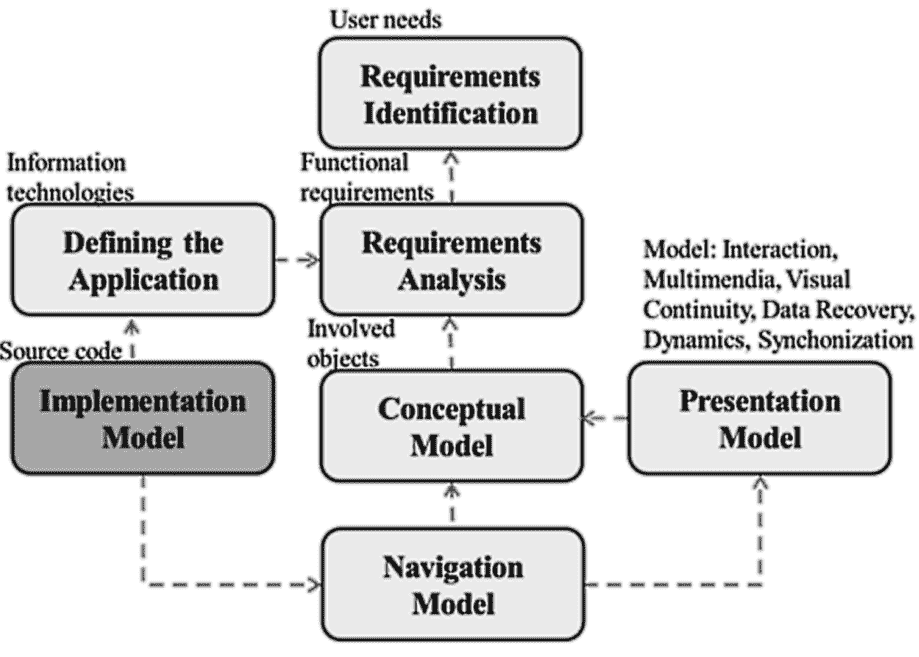 User needs
Requirements
Identification
Information
technologies
Functional
requirements
Defining the
Application
Requirements
Analysis
Model: Interaction,
Multimendia, Visual
Continuity, Data Recovery,
Dynamics, Synchonization
Source code
Involved
objects
Implementation
Model
Conceptual
Model
Presentation
Model
Navigation
Model